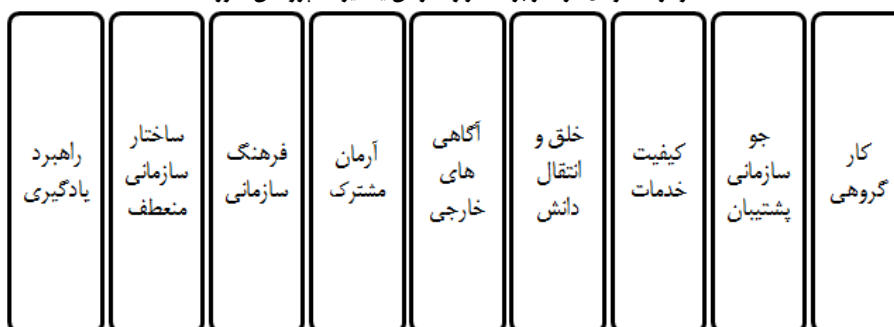 کار
گروهی
جو
سازمانی
پشتیبان
کیفیت
خدمات
خلق و
انتقال
دانش
آگاهی
های
خارجی
آرمان
مشترک
فرهنگ
سازمانی
ساختار
سازمانی
منعطف
راهبرد
یادگیری